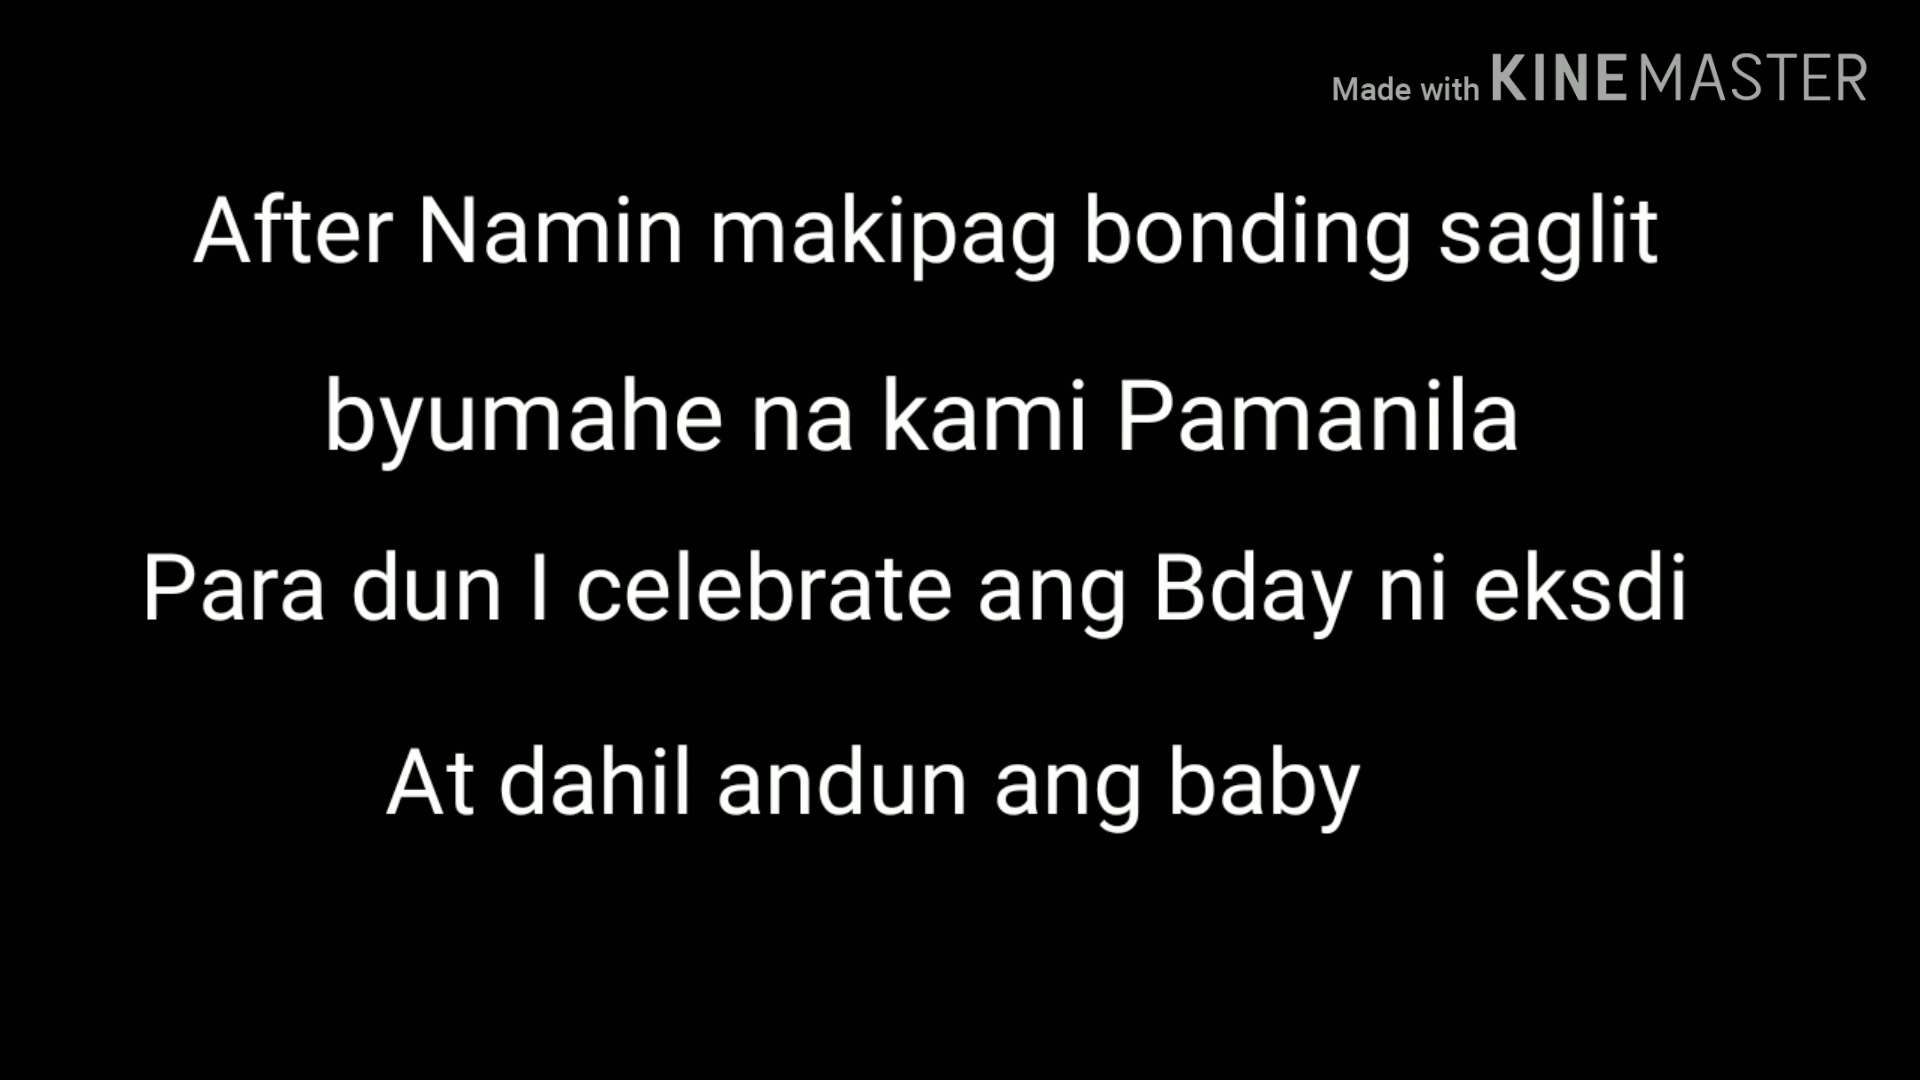 Made with KINEMASTER
After Namin makipag bonding saglit
byumahe na kami Pamanila
Para dun I celebrate ang Bday ni eksdi
At dahil andun ang baby